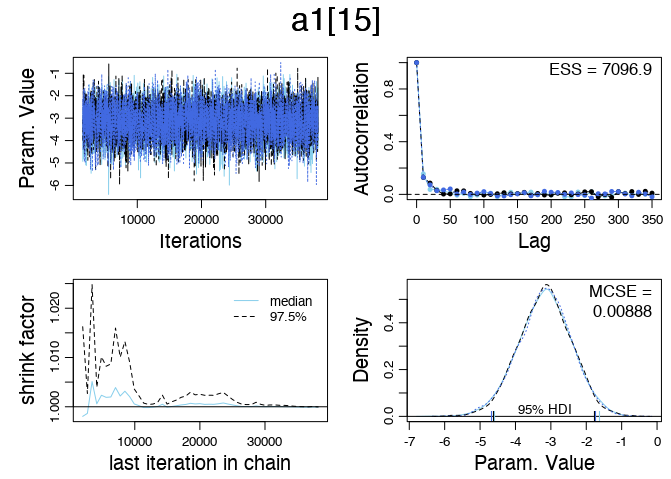 a1[15]
Param. Value
-6 -5 -4 -3 -2 -1
10000 20000 30000
Iterations
Autocorrelation
0.0 0.4 0.8
ESS = 7096.9
0 50 100 150 200 250 300 350
Lag
shrink factor
1.000 1.010 1.020
median
97.5%
10000 20000 30000
last iteration in chain
Density
0.0 0.2 0.4
MCSE =
0.00888
95% HDI
-7 -6 -5 -4 -3 -2 -1 0
Param. Value